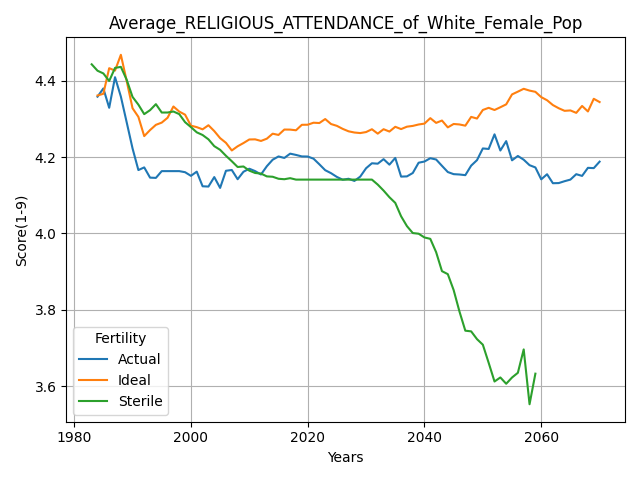 Average_RELIGIOUS_ATTENDANCE_of_White_Female_Pop
Score(1-9)
4.4
4.2
4.0
3.8
3.6
Fertility
Actual
Ideal
Sterile
1980 2000 2020 2040 2060
Years